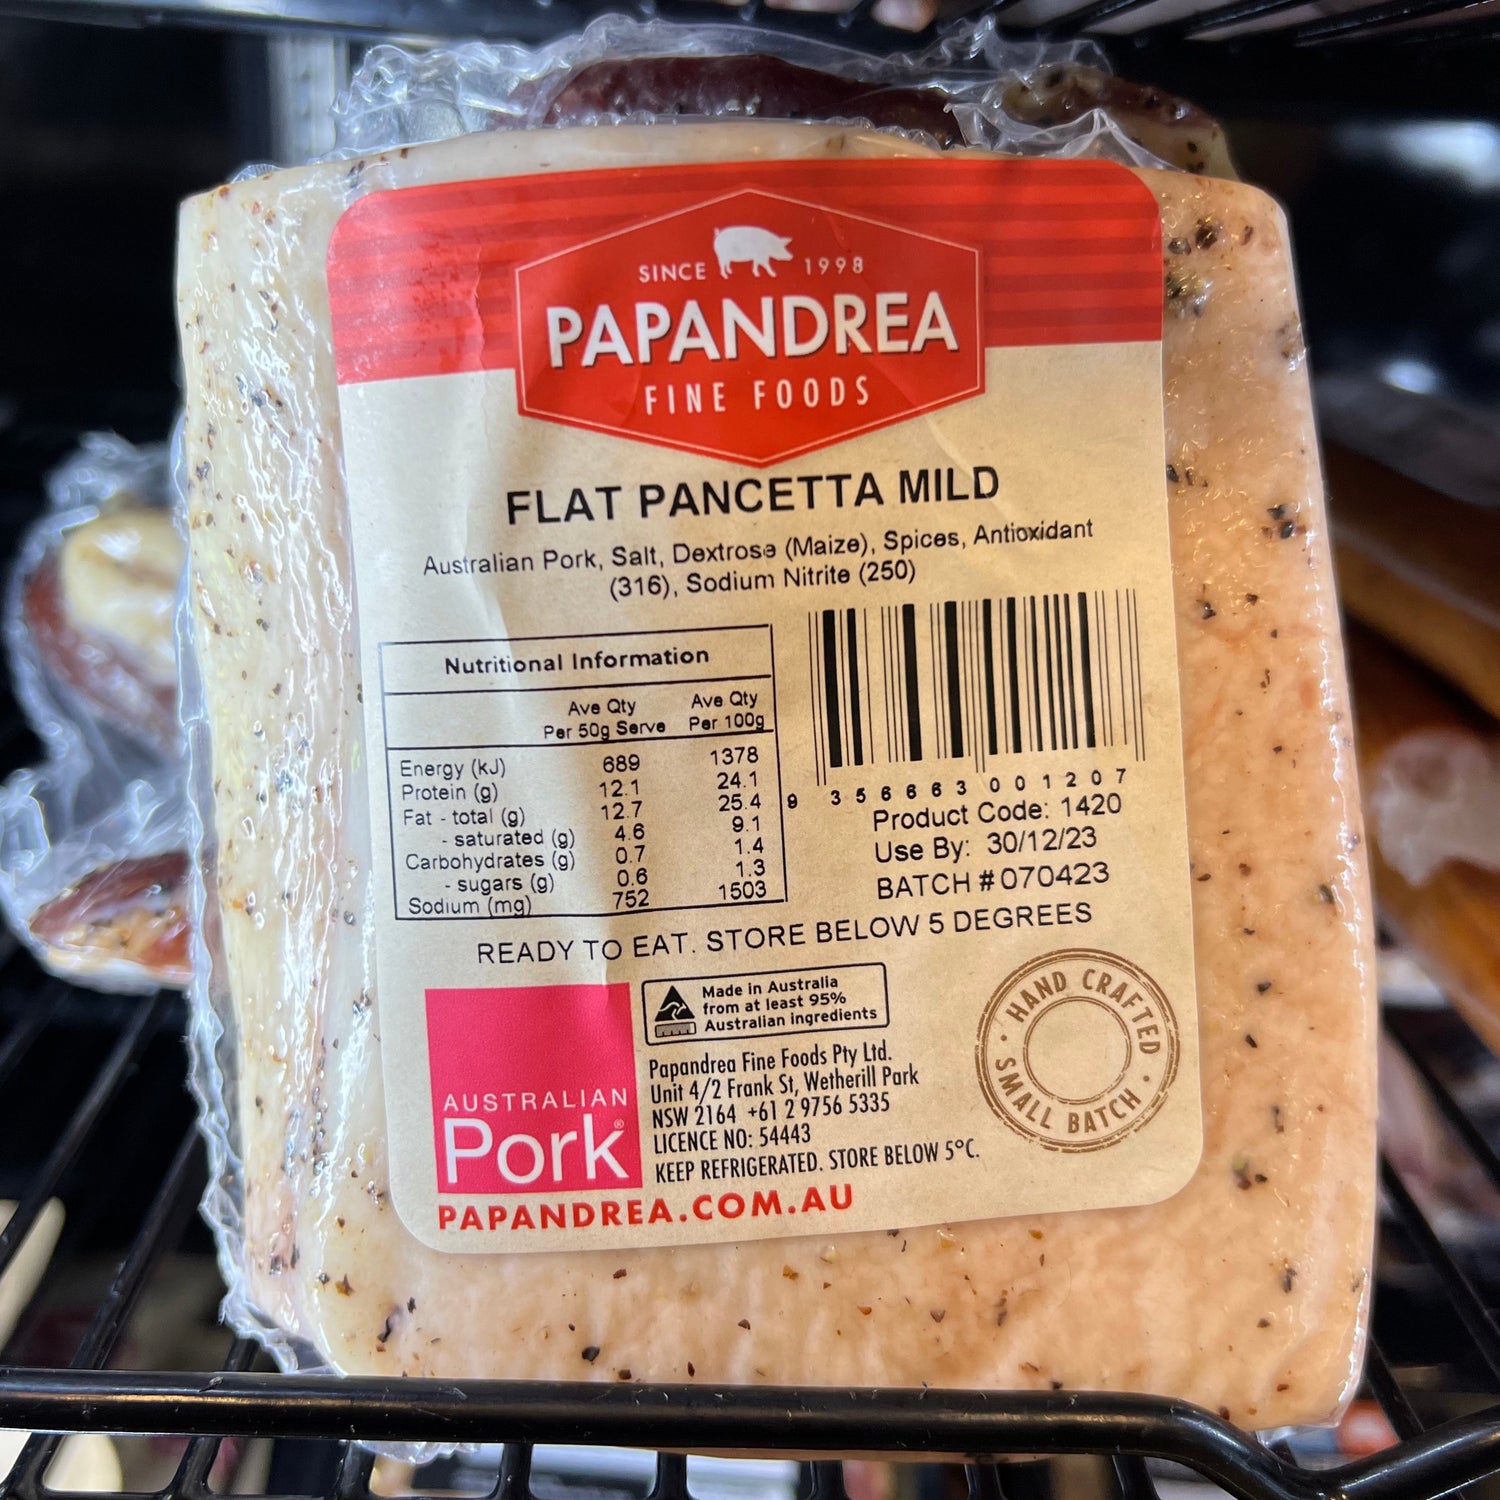 SINCE 1998
PAPANDREA
FINE FOODS
FLAT PANCETTA MILD
Australian Pork, Salt, Dextrose (Maize), Spices, Antioxidant
(316), Sodium Nitrite (250)
Nutritional Information
Ave Qty Ave Qty
Per 50g Serve Per 100g
Energy (kJ) 689 1378
Protein (g) 12.1 24.1
Fat - total (g) 12.7 25.4
- saturated (g) 4.6 9.1
Carbohydrates (g) 0.7 1.4
- sugars (g) 0.6 1.3
Sodium (mg) 752 1503
9 356663 001207
Product Code: 1420
Use By: 30/12/23
BATCH #070423
READY TO EAT. STORE BELOW 5 DEGREES
AUSTRALIAN
Pork®
Made in Australia
from at least 95%
Australian ingredients
Papandrea Fine Foods Pty Ltd.
Unit 4/2 Frank St, Wetherill Park
NSW 2164 +61 2 9756 5335
LICENCE NO: 54443
KEEP REFRIGERATED. STORE BELOW 5°C.
PAPANDREA.COM.AU
HAND CRAFTED
SMALL BATCH